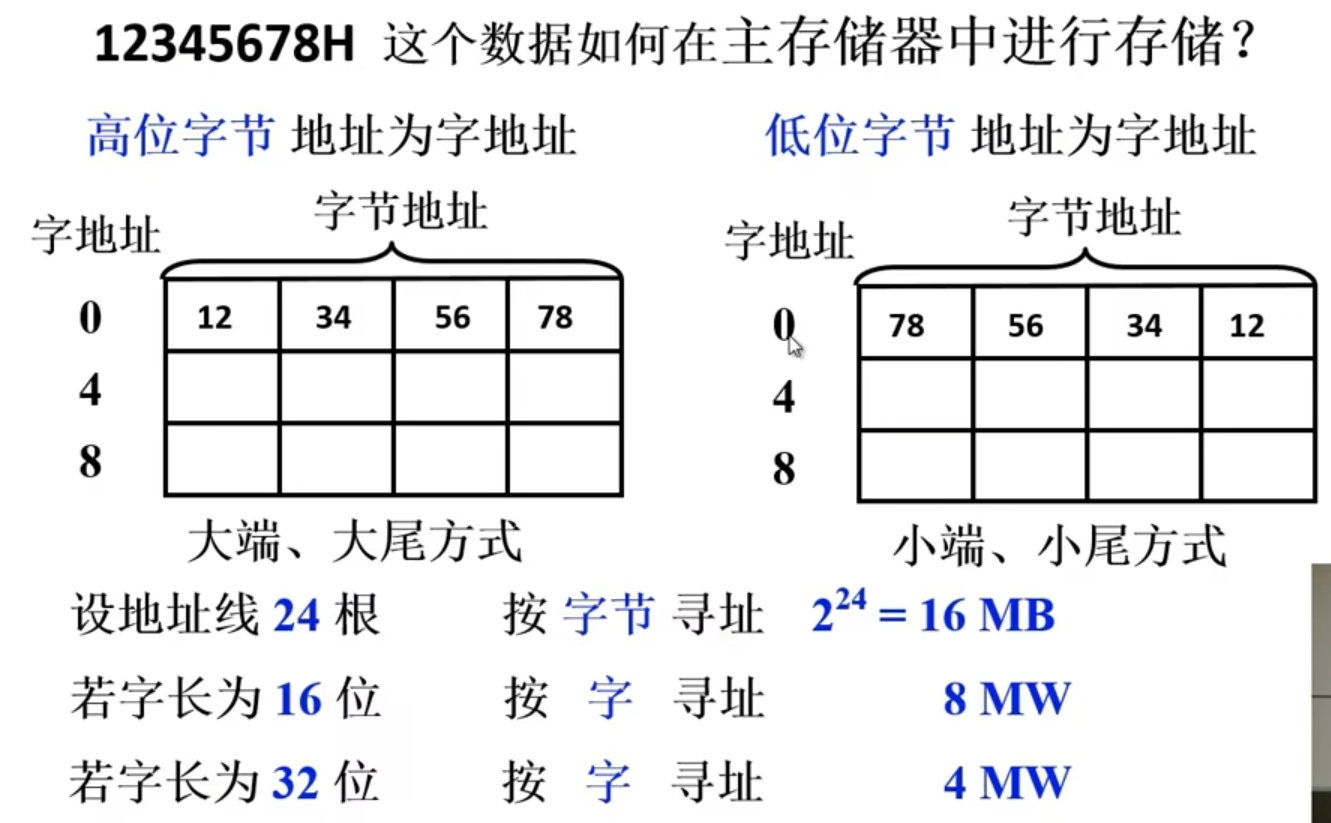 12345678H 这个数据如何在主存储器中进行存储？
高位字节 地址为字地址
低位字节 地址为字地址
字地址
字节地址
0 12 34 56 78
4
8
大端、大尾方式
字地址
字节地址
0 78 56 34 12
4
8
小端、小尾方式
设地址线 24 根 按 字节 寻址 2²⁴ = 16 MB
若字长为 16 位 按 字 寻址 8 MW
若字长为 32 位 按 字 寻址 4 MW